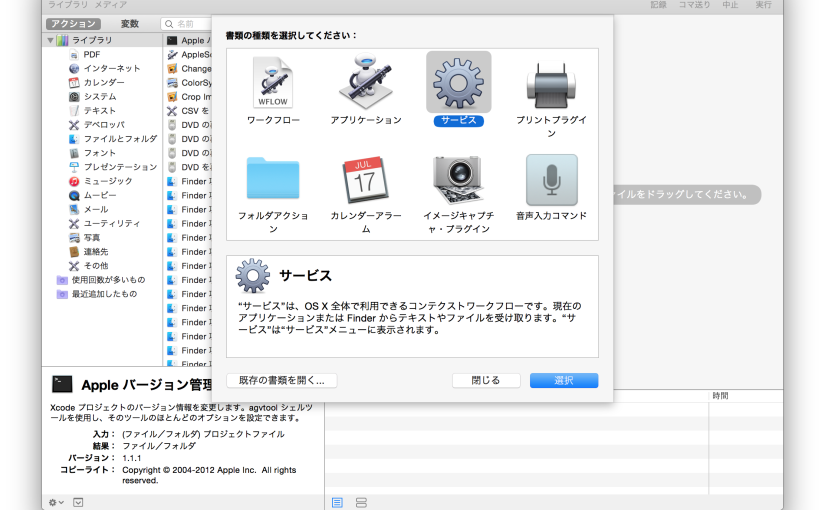 ライブラリ メディア
記録 コマ送り 中止 実行
アクション 変数
名前
ライブラリ
PDF
インターネット
カレンダー
システム
テキスト
デベロッパ
ファイルとフォルダ
フォント
プレゼンテーション
ミュージック
ムービー
メール
ユーティリティ
写真
連絡先
その他
使用回数が多いもの
最近追加したもの
Apple
Change
Crop Im
CSV を
DVD の
DVD の
DVD の
DVD を
Finder
Finder
Finder
Finder
Finder
Finder
Finder
Finder
Finder
Finder
Finder
Finder
Finder
Finder
書類の種類を選択してください：
WFLOW
ワークフロー
アプリケーション
サービス
プリントプラグイ
ン
JUL
17
フォルダアクショ
ン
カレンダーアラー
ム
イメージキャプチ
ャ・プラグイン
音声入力コマンド
イルをドラッグしてください。
サービス
“サービス”は、OS X 全体で利用できるコンテクストワークフローです。現在の
アプリケーションまたは Finder からテキストやファイルを受け取ります。“サ
ービス”は“サービス”メニューに表示されます。
既存の書類を開く...
閉じる
選択
Apple バージョン管理
Xcode プロジェクトのバージョン情報を変更します。agvtool シェルツ
ールを使用し、そのツールのほとんどのオプションを設定できます。
入力： (ファイル／フォルダ) プロジェクトファイル
結果： ファイル／フォルダ
バージョン： 1.1.1
コピーライト： Copyright © 2004-2012 Apple Inc. All rights
reserved.
時間